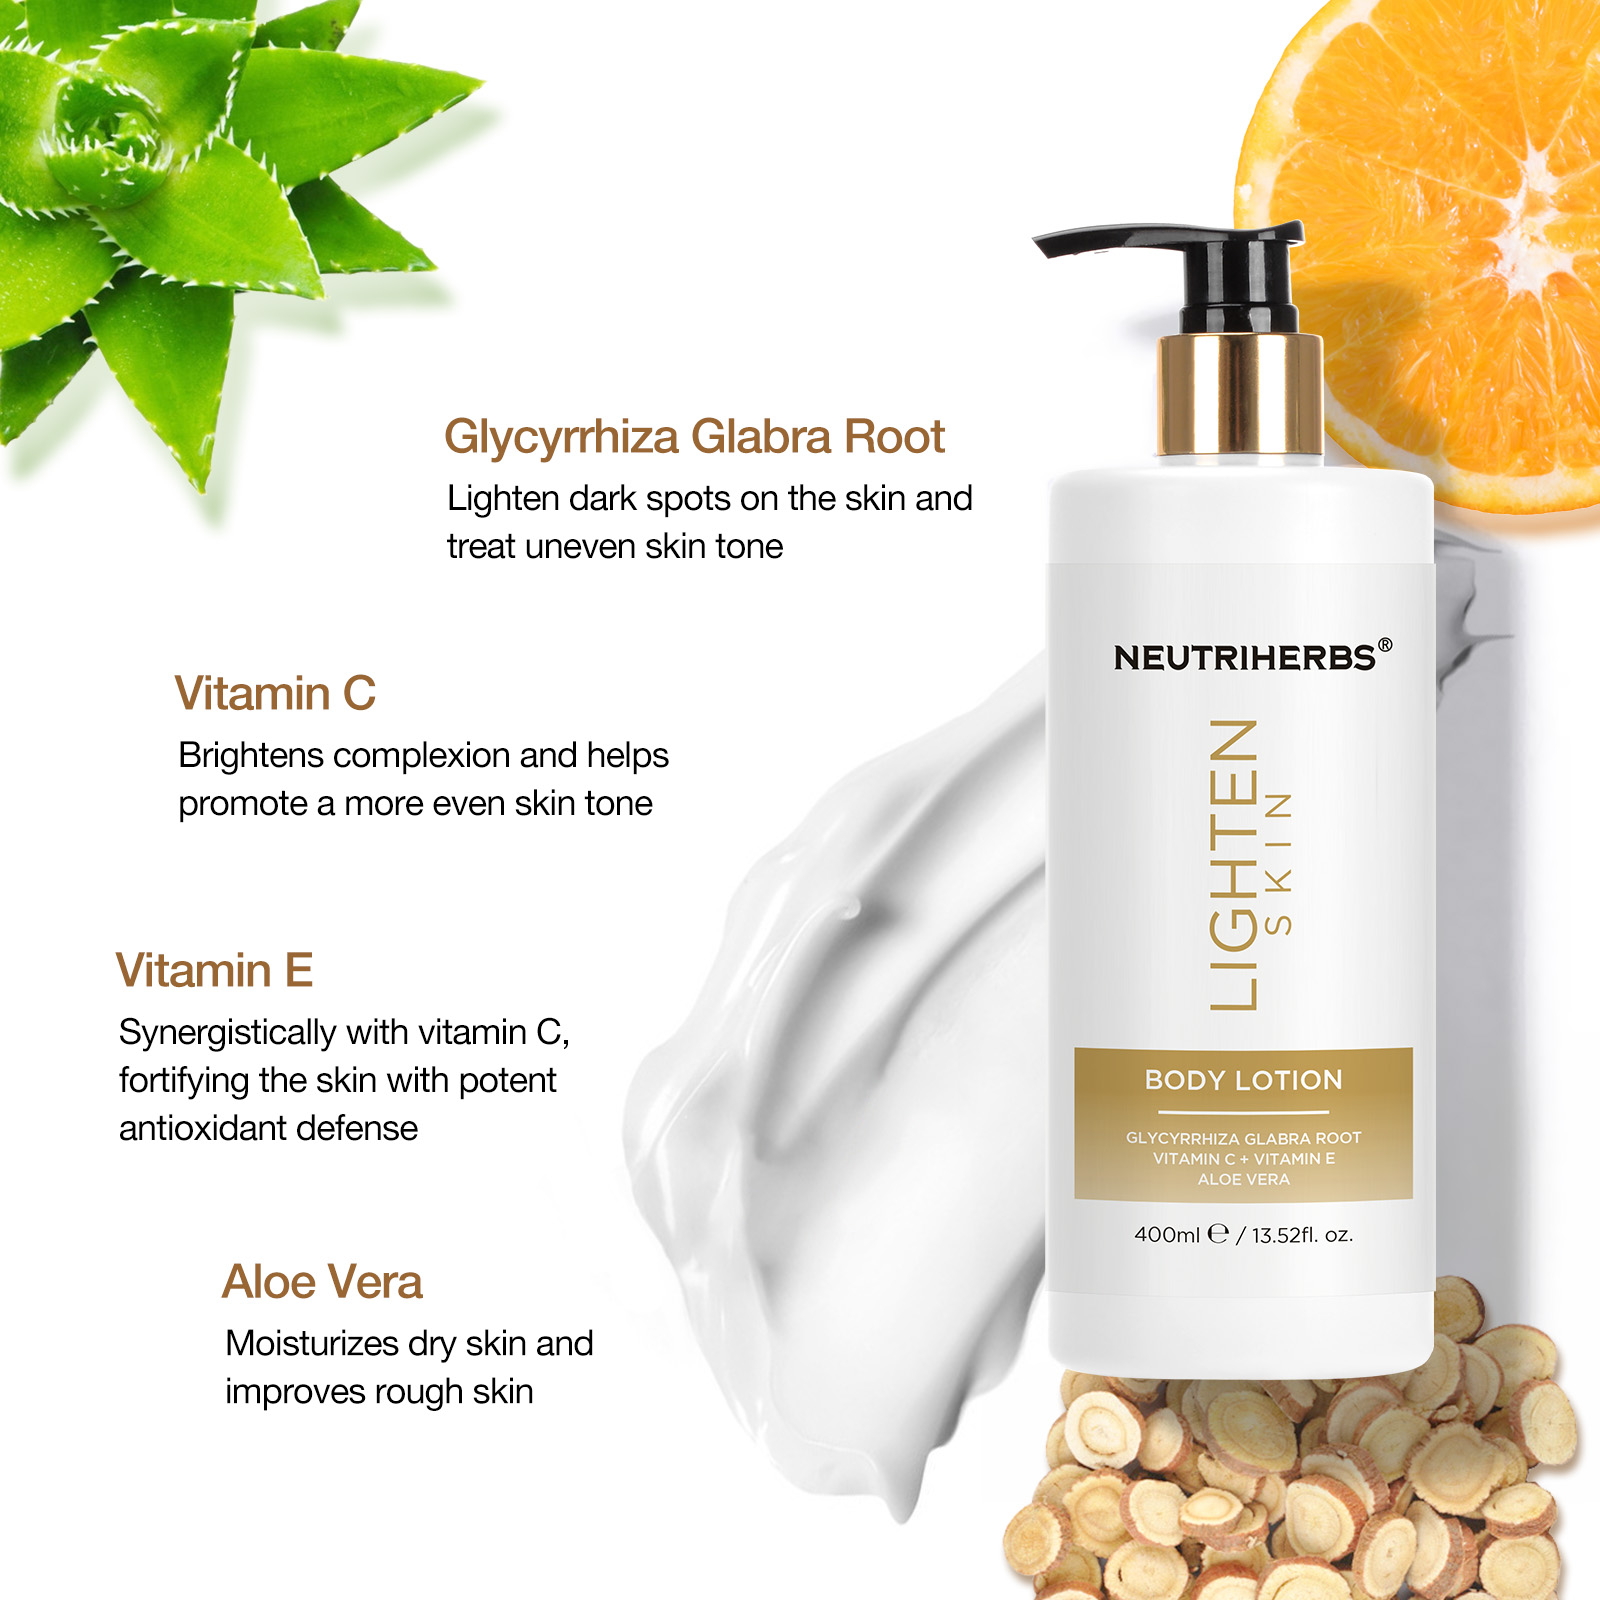 Glycyrrhiza Glabra Root
Lighten dark spots on the skin and
treat uneven skin tone
Vitamin C
Brightens complexion and helps
promote a more even skin tone
Vitamin E
Synergistically with vitamin C,
fortifying the skin with potent
antioxidant defense
Aloe Vera
Moisturizes dry skin and
improves rough skin
NEUTRIHERBS®
LIGHTEN
SKIN
BODY LOTION
GLYCYRRHIZA GLABRA ROOT
VITAMIN C + VITAMIN E
ALOE VERA
400ml ℮ / 13.52fl. oz.